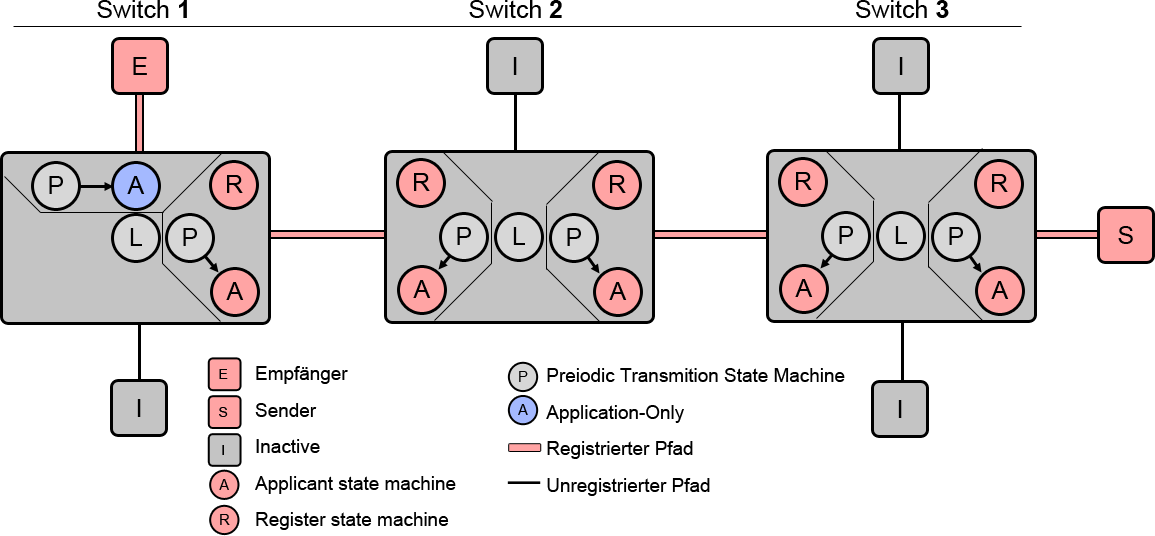 Switch 1
Switch 2
Switch 3
E
I
I
P
A
R
R
R
R
R
L
P
P
L
P
P
L
P
S
A
A
A
A
A
I
I
E
Empfänger
S
Sender
I
Inactive
A
Applicant state machine
R
Register state machine
P
Preiodic Transmition State Machine
A
Application-Only
Registrierter Pfad
Unregistrierter Pfad